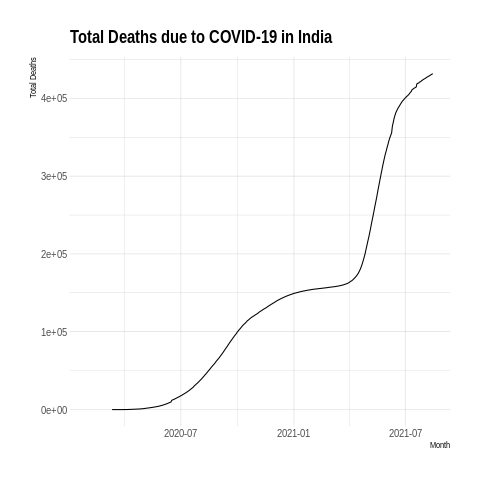 Total Deaths due to COVID-19 in India
Total Deaths
4e+05
3e+05
2e+05
1e+05
0e+00
2020-07
2021-01
2021-07
Month